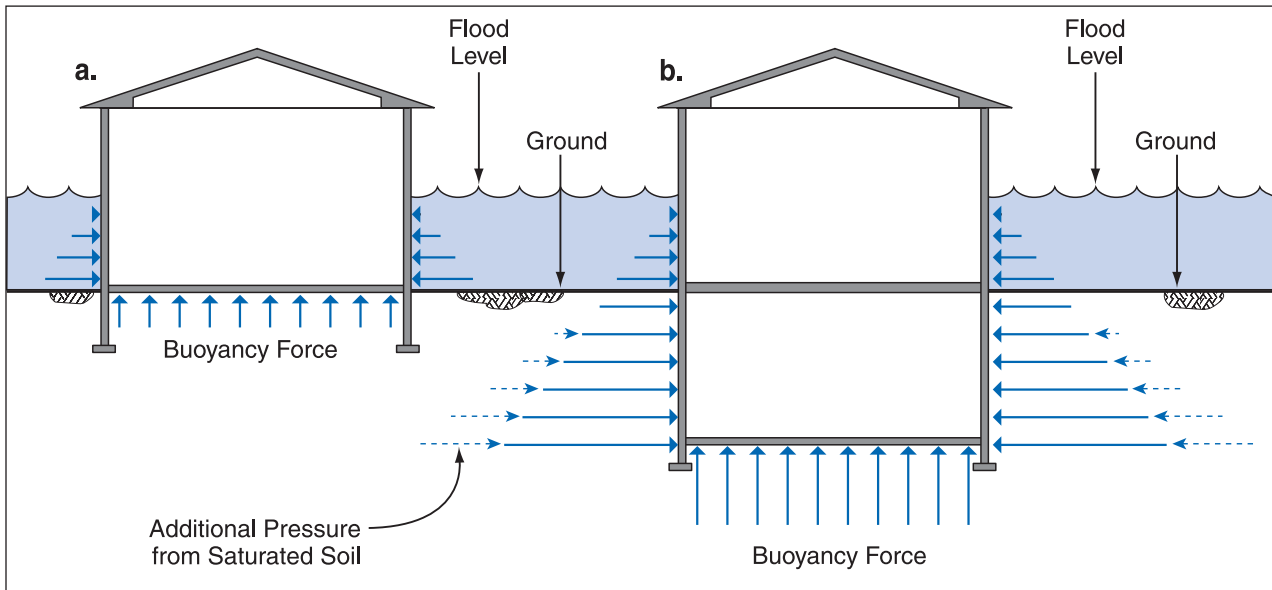 a.
Flood
Level
Ground
Buoyancy Force
b.
Flood
Level
Ground
Additional Pressure
from Saturated Soil
Buoyancy Force